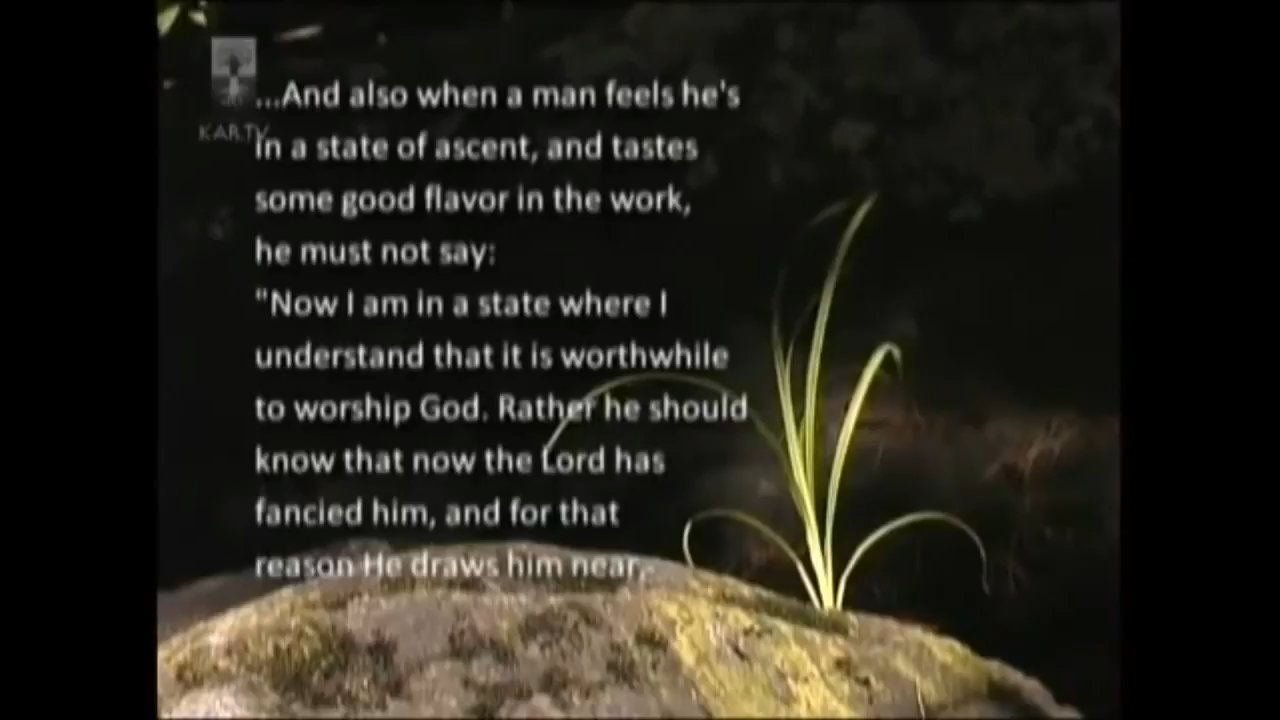 KAB.TV
...And also when a man feels he's
in a state of ascent, and tastes
some good flavor in the work,
he must not say:
"Now I am in a state where I
understand that it is worthwhile
to worship God. Rather he should
know that now the Lord has
fancied him, and for that
reason He draws him near,